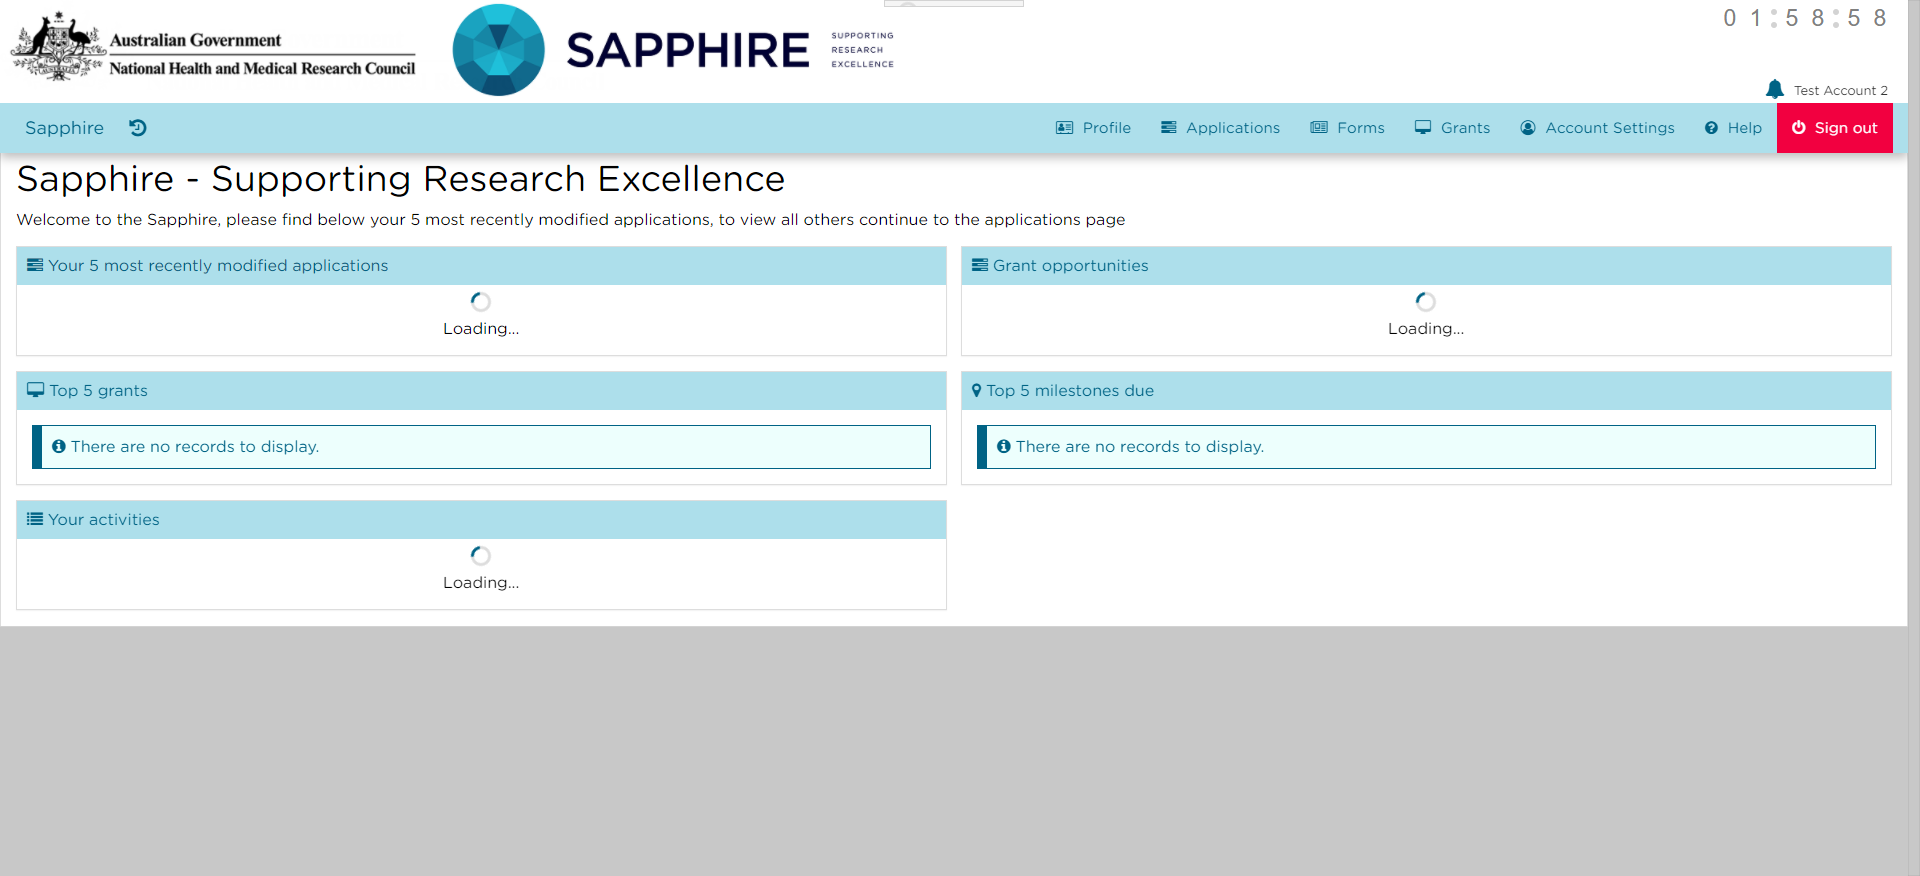 Australian Government
National Health and Medical Research Council
SAPPHIRE
SUPPORTING
RESEARCH
EXCELLENCE
01:58:58
Test Account 2
Sapphire
Profile
Applications
Forms
Grants
Account Settings
Help
Sign out
Sapphire - Supporting Research Excellence
Welcome to the Sapphire, please find below your 5 most recently modified applications, to view all others continue to the applications page
Your 5 most recently modified applications
Loading...
Grant opportunities
Loading...
Top 5 grants
There are no records to display.
Top 5 milestones due
There are no records to display.
Your activities
Loading...